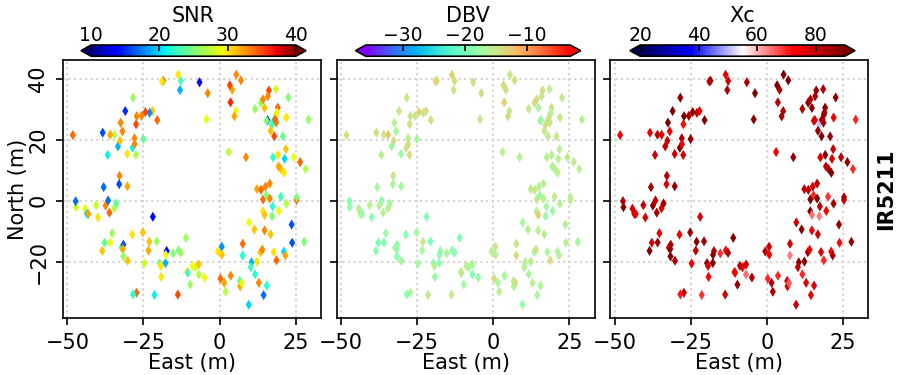 SNR DBV Xc
10 20 30 40 −30 −20 −10 20 40 60 80
40
20
0
−20
North (m)
IR5211
−50 −25 0 25 −50 −25 0 25 −50 −25 0 25
East (m) East (m) East (m)